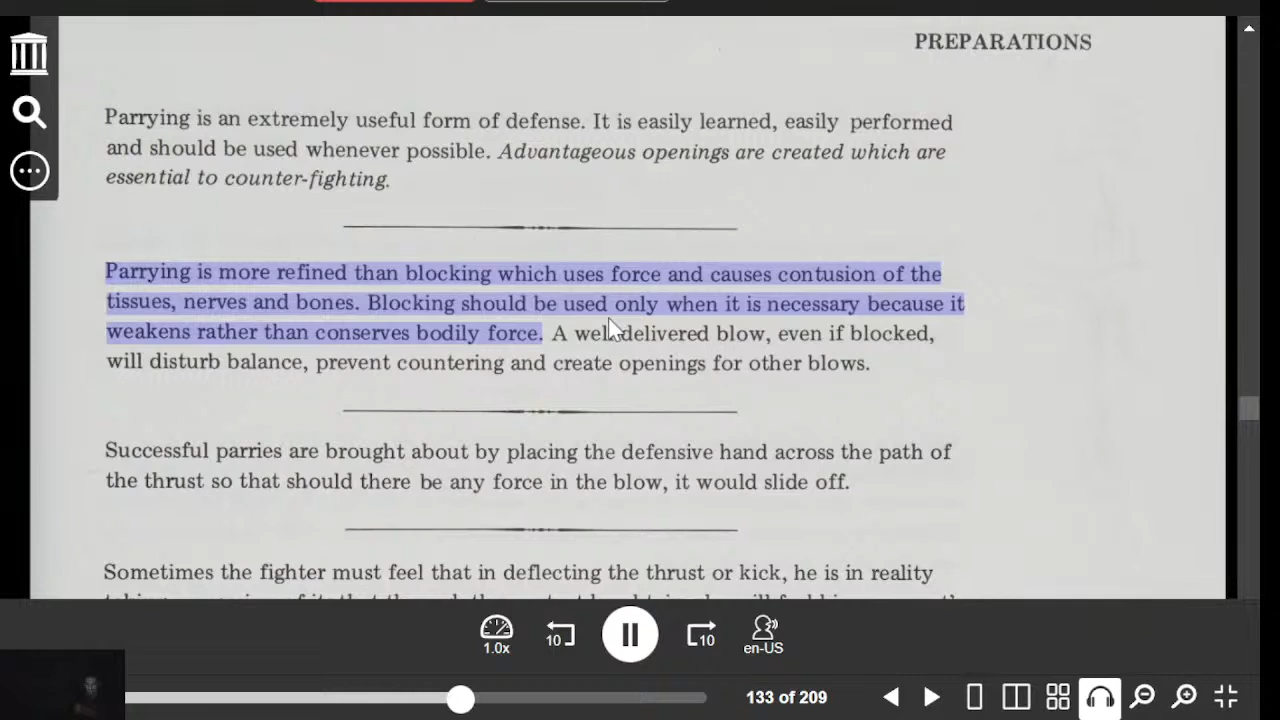 PREPARATIONS
Parrying is an extremely useful form of defense. It is easily learned, easily performed
and should be used whenever possible. Advantageous openings are created which are
essential to counter-fighting.
Parrying is more refined than blocking which uses force and causes contusion of the
tissues, nerves and bones. Blocking should be used only when it is necessary because it
weakens rather than conserves bodily force. A well-delivered blow, even if blocked,
will disturb balance, prevent countering and create openings for other blows.
Successful parries are brought about by placing the defensive hand across the path of
the thrust so that should there be any force in the blow, it would slide off.
Sometimes the fighter must feel that in deflecting the thrust or kick, he is in reality
1.0x
10
10
en-US
133 of 209